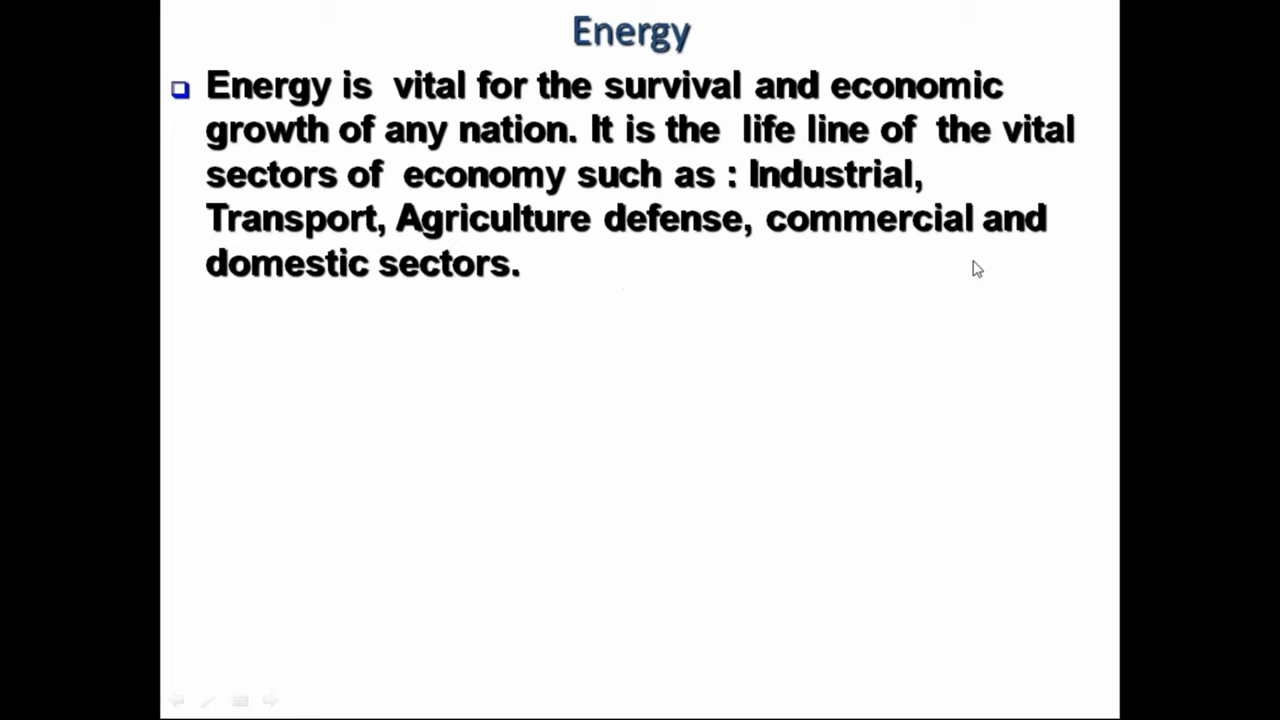 Energy
Energy is vital for the survival and economic
growth of any nation. It is the life line of the vital
sectors of economy such as : Industrial,
Transport, Agriculture defense, commercial and
domestic sectors.